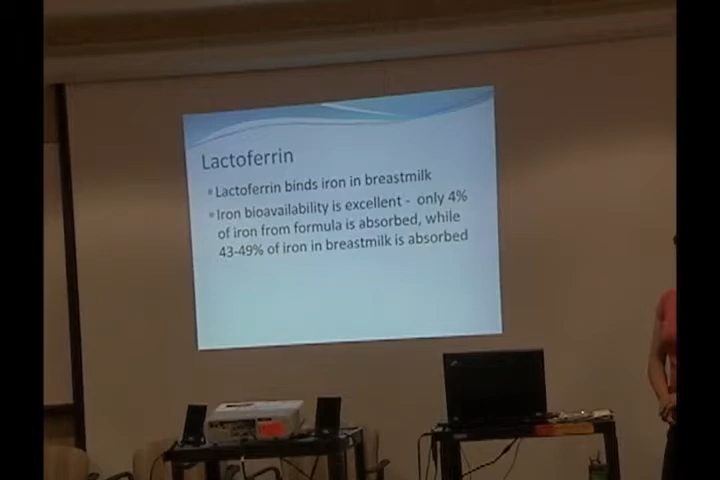 Lactoferrin
Lactoferrin binds iron in breastmilk
Iron bioavailability is excellent - only 4%
of iron from formula is absorbed, while
43-49% of iron in breastmilk is absorbed